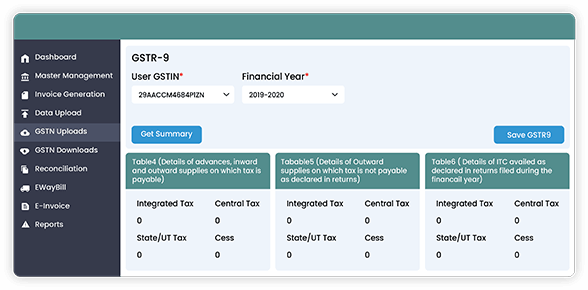 Dashboard
Master Management
Invoice Generation
Data Upload
GSTN Uploads
GSTN Downloads
Reconciliation
EWayBill
E-Invoice
Reports
GSTR-9
User GSTIN*
Financial Year*
29AACCM4684P1ZN
2019-2020
Get Summary
Save GSTR9
Table4 (Details of advances, inward
and outward supplies on which tax is
payable)
Integrated Tax
Central Tax
0
0
State/UT Tax
Cess
0
0
Tabable5 (Details of Outward
supplies on which tax is not payable
as declared in returns)
Integrated Tax
Central Tax
0
0
State/UT Tax
Cess
0
0
Table6 ( Details of ITC availed as
declared in returns filed during the
financail year)
Integrated Tax
Central Tax
0
0
State/UT Tax
Cess
0
0